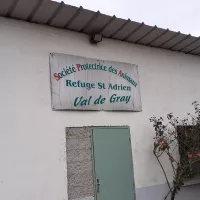 Société Protectrice des Animaux
Refuge St Adrien
Val de Gray